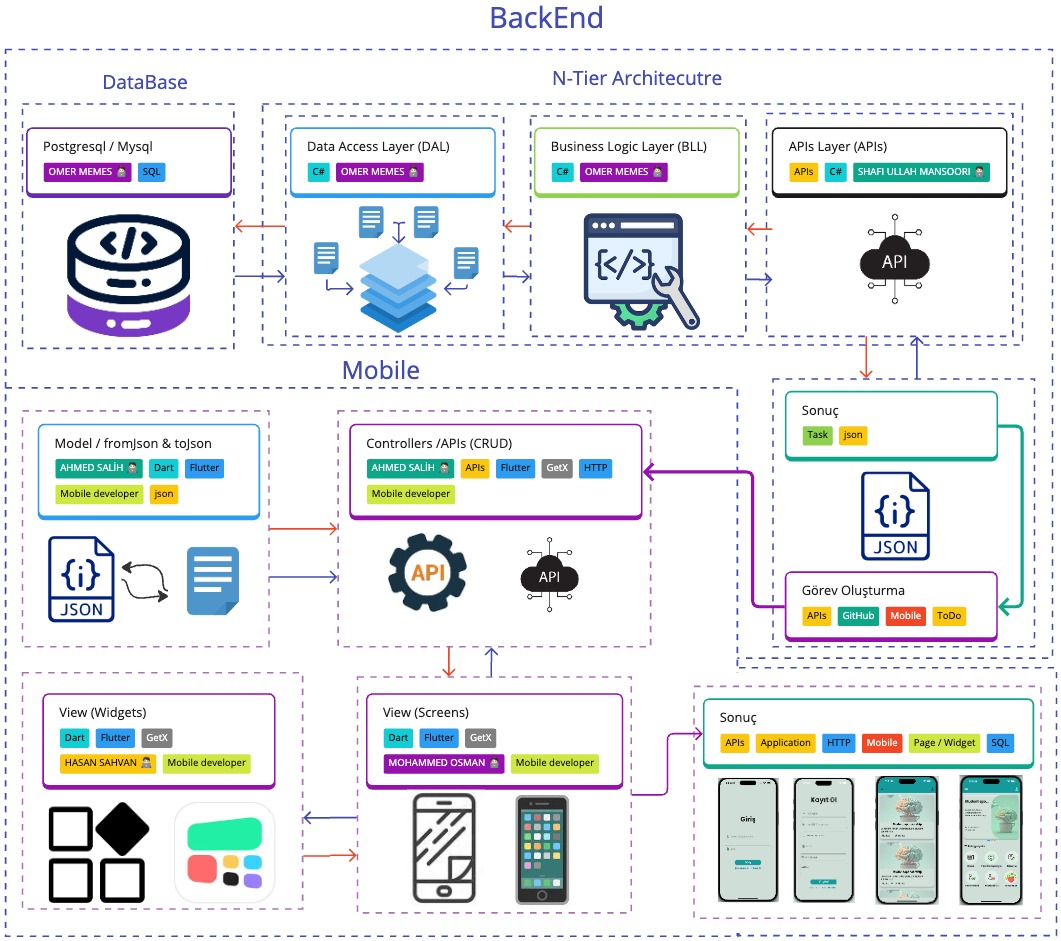 BackEnd
DataBase
N-Tier Architecutre
Postgresql / Mysql
OMER MEMES SQL
Data Access Layer (DAL)
C# OMER MEMES
Business Logic Layer (BLL)
C# OMER MEMES
APIs Layer (APIs)
APIs C# SHAFI ULLAH MANSOORI
API
Mobile
Sonuç
Task json
JSON
Görev Oluşturma
APIs GitHub Mobile ToDo
Model / fromJson & toJson
AHMED SALİH Dart Flutter
Mobile developer json
JSON
Controllers /APIs (CRUD)
AHMED SALİH APIs Flutter GetX HTTP
Mobile developer
API
API
View (Widgets)
Dart Flutter GetX
HASAN SAHVAN Mobile developer
View (Screens)
Dart Flutter GetX
MOHAMMED OSMAN Mobile developer
Sonuç
APIs Application HTTP Mobile Page / Widget SQL
Giriş
Kayıt Ol